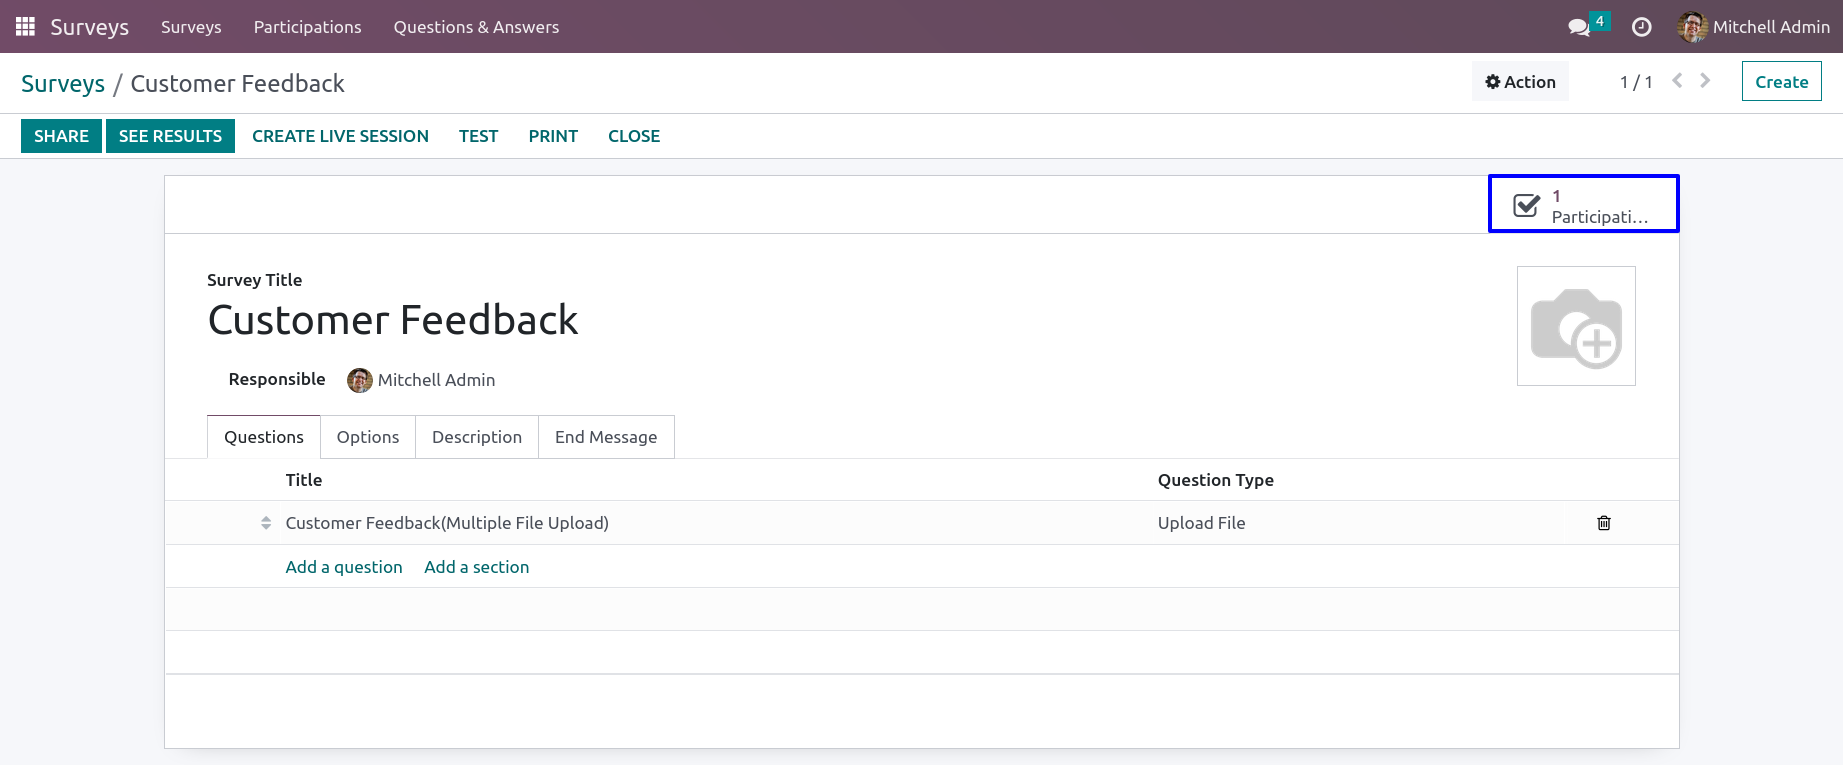 Surveys Surveys Participations Questions & Answers 4 Mitchell Admin
Surveys / Customer Feedback Action 1 / 1 Create
SHARE SEE RESULTS CREATE LIVE SESSION TEST PRINT CLOSE
1
Participati...
Survey Title
Customer Feedback
Responsible Mitchell Admin
Questions Options Description End Message
Title Question Type
Customer Feedback(Multiple File Upload) Upload File
Add a question Add a section